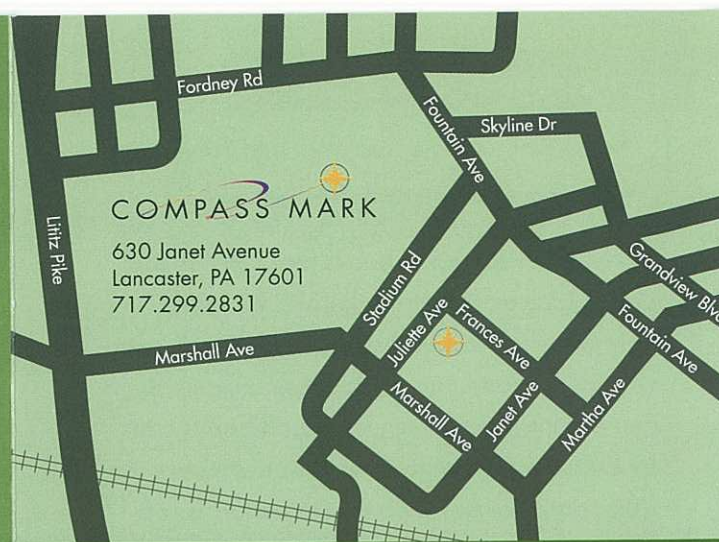 Fordney Rd
Fountain Ave
Skyline Dr
COMPASS MARK
630 Janet Avenue
Lancaster, PA 17601
717.299.2831
Lititz Pike
Stadium Rd
Grandview Blvd
Juliette Ave
Frances Ave
Fountain Ave
Marshall Ave
Marshall Ave
Janet Ave
Martha Ave